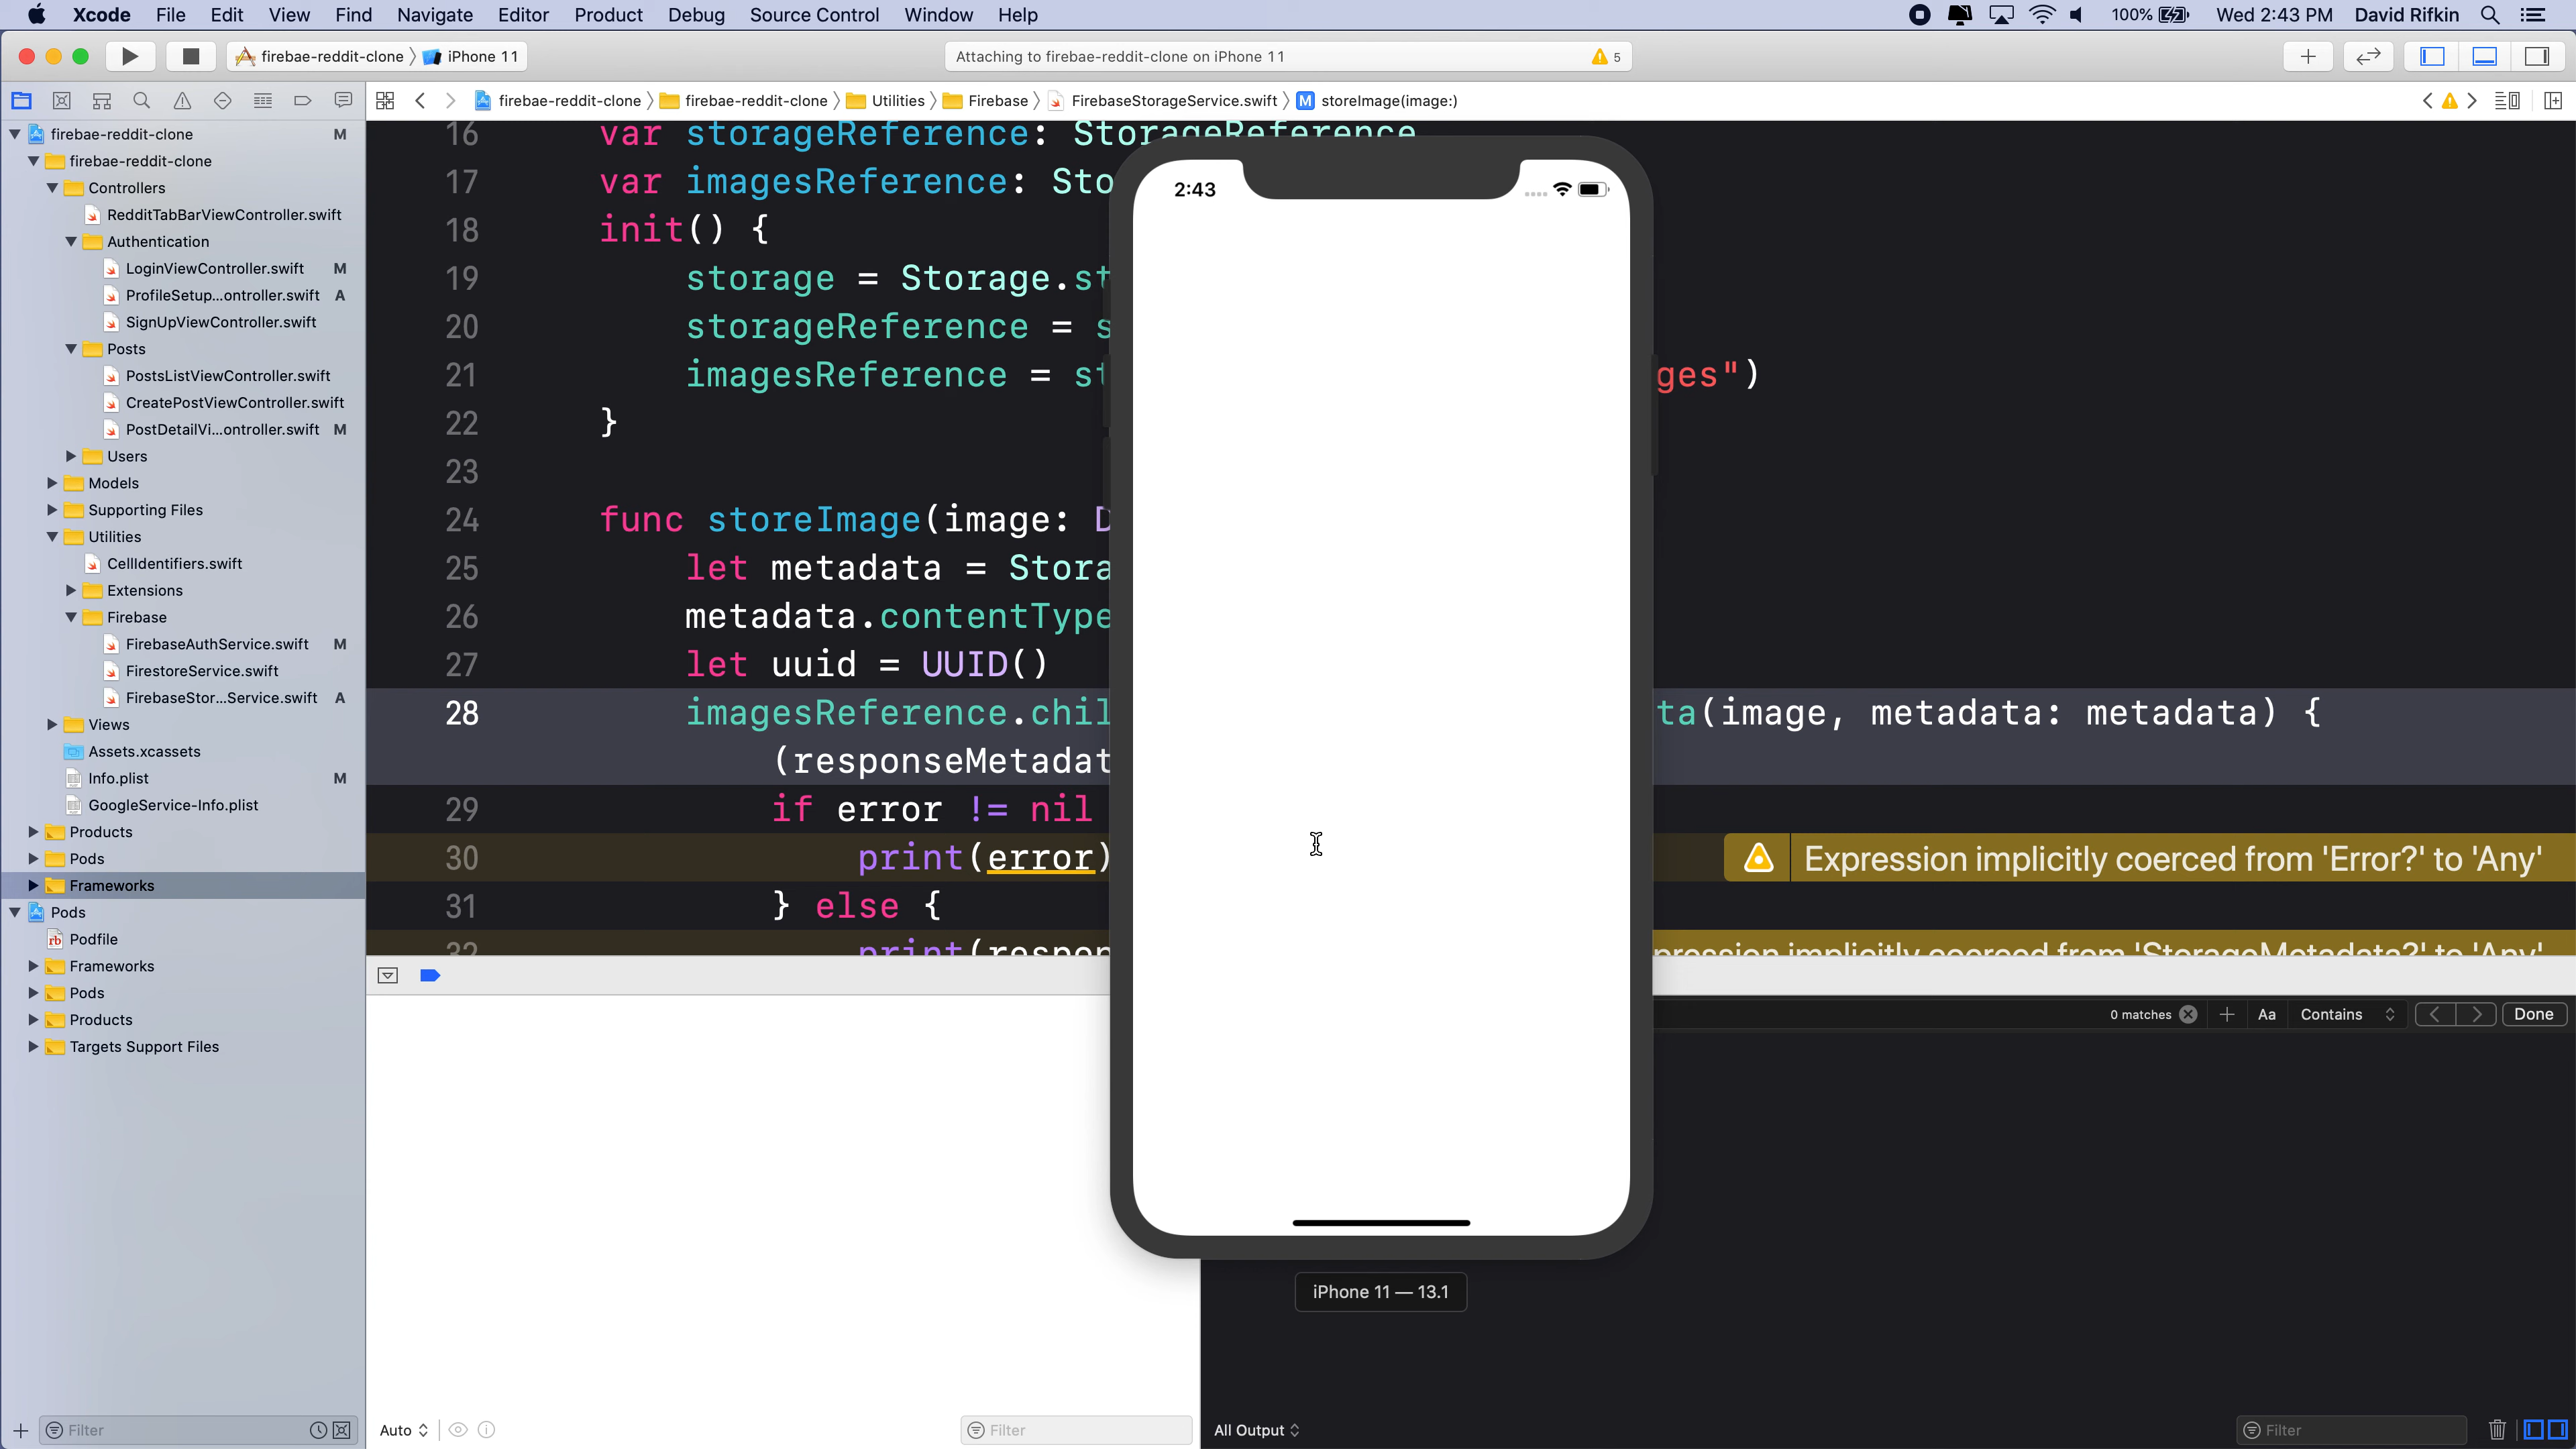 Xcode File Edit View Find Navigate Editor Product Debug Source Control Window Help 100% Wed 2:43 PM David Rifkin
firebae-reddit-clone iPhone 11 Attaching to firebae-reddit-clone on iPhone 11 5
firebae-reddit-clone firebae-reddit-clone Utilities Firebase FirebaseStorageService.swift M storeImage(image:)
firebae-reddit-clone M
firebae-reddit-clone
Controllers
RedditTabBarViewController.swift
Authentication
LoginViewController.swift M
ProfileSetup...ontroller.swift A
SignUpViewController.swift
Posts
PostsListViewController.swift
CreatePostViewController.swift
PostDetailVi...ontroller.swift M
Users
Models
Supporting Files
Utilities
CellIdentifiers.swift
Extensions
Firebase
FirebaseAuthService.swift M
FirestoreService.swift
FirebaseStor...Service.swift A
Views
Assets.xcassets
Info.plist M
GoogleService-Info.plist
Products
Pods
Frameworks
Pods
rb Podfile
Frameworks
Pods
Products
Targets Support Files
Filter
16 var storageReference: StorageReference
17 var imagesReference: Sto
18 init() {
19 storage = Storage.st
20 storageReference = s
21 imagesReference = st ges")
22 }
23
24 func storeImage(image: D
25 let metadata = Stora
26 metadata.contentType
27 let uuid = UUID()
28 imagesReference.chil ta(image, metadata: metadata) {
(responseMetadat
29 if error != nil
30 print(error) Expression implicitly coerced from 'Error?' to 'Any'
31 } else {
32 print(respon pression implicitly coerced from 'StorageMetadata?' to 'Any'
2:43
0 matches Aa Contains Done
iPhone 11 — 13.1
Auto Filter All Output Filter